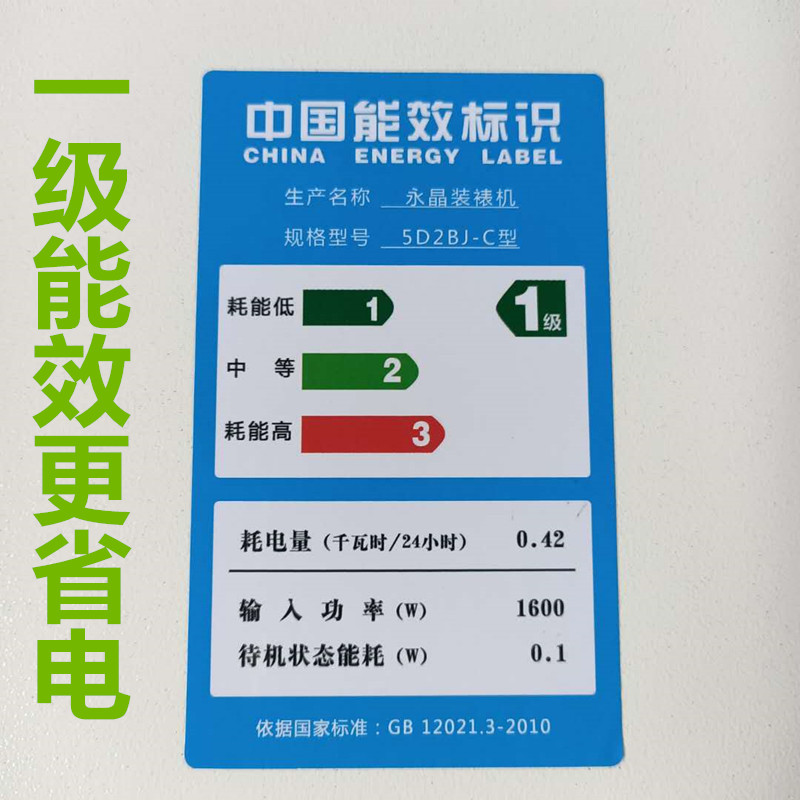 一级能效更省电
中国能效标识
CHINA ENERGY LABEL
生产名称 永晶装裱机
规格型号 5D2BJ-C型
耗能低 1 1级
中 等 2
耗能高 3
耗电量 (千瓦时/24小时) 0.42
输入功率 (W) 1600
待机状态能耗 (W) 0.1
依据国家标准：GB 12021.3-2010